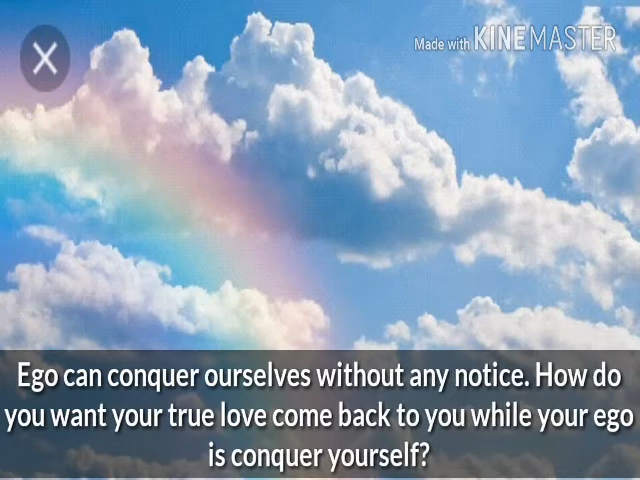 Made with KINEMASTER
Ego can conquer ourselves without any notice. How do
you want your true love come back to you while your ego
is conquer yourself?